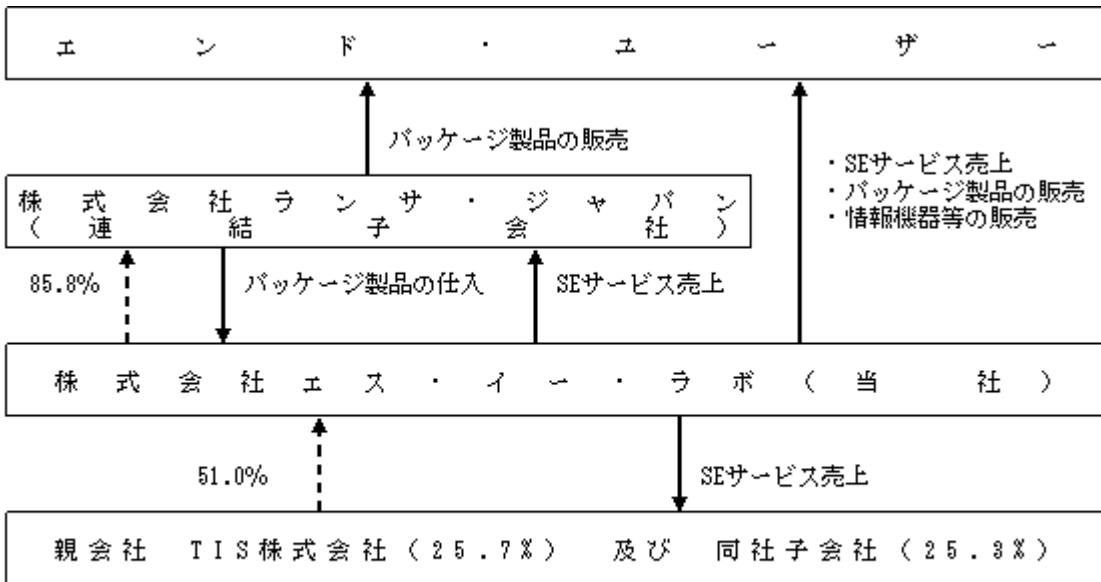 エンド・ユーザー
パッケージ製品の販売
・SEサービス売上
・パッケージ製品の販売
・情報機器等の販売
株式会社ランサ・ジャパン
(連結子会社)
85.8%
パッケージ製品の仕入
SEサービス売上
株式会社エス・イー・ラボ(当社)
51.0%
SEサービス売上
親会社 TIS株式会社(25.7%) 及び 同社子会社(25.3%)